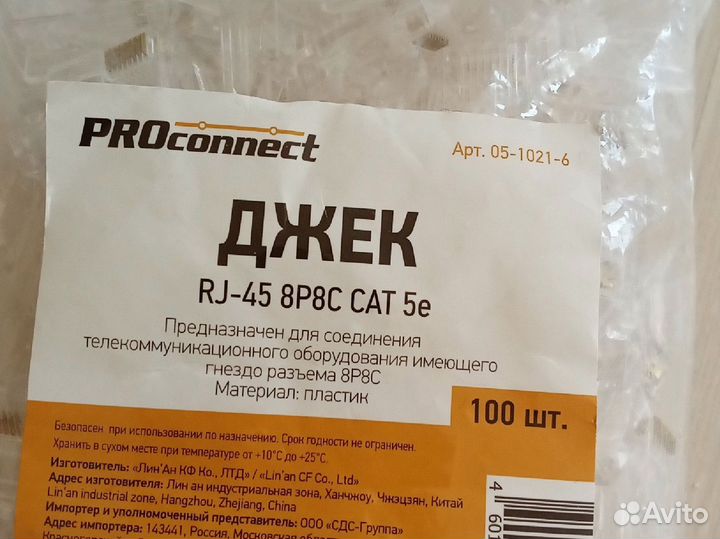 PROconnect
Арт. 05-1021-6
ДЖЕК
RJ-45 8P8C CAT 5e
Предназначен для соединения
телекоммуникационного оборудования имеющего
гнездо разъема 8P8C
Материал: пластик
100 шт.
Безопасен при использовании по назначению. Срок годности не ограничен.
Хранить в сухом месте при температуре от +10°С до +25°С.
Изготовитель: «Лин'Ан КФ Ко., ЛТД» / «Lin'an CF Co., Ltd»
Адрес изготовителя: Лин ан индустриальная зона, Ханчжоу, Чжэцзян, Китай
Lin'an industrial zone, Hangzhou, Zhejiang, China
Импортер и уполномоченный представитель: ООО «СДС-Группа»
Адрес импортера: 143441, Россия, Московская
4 601
Avito